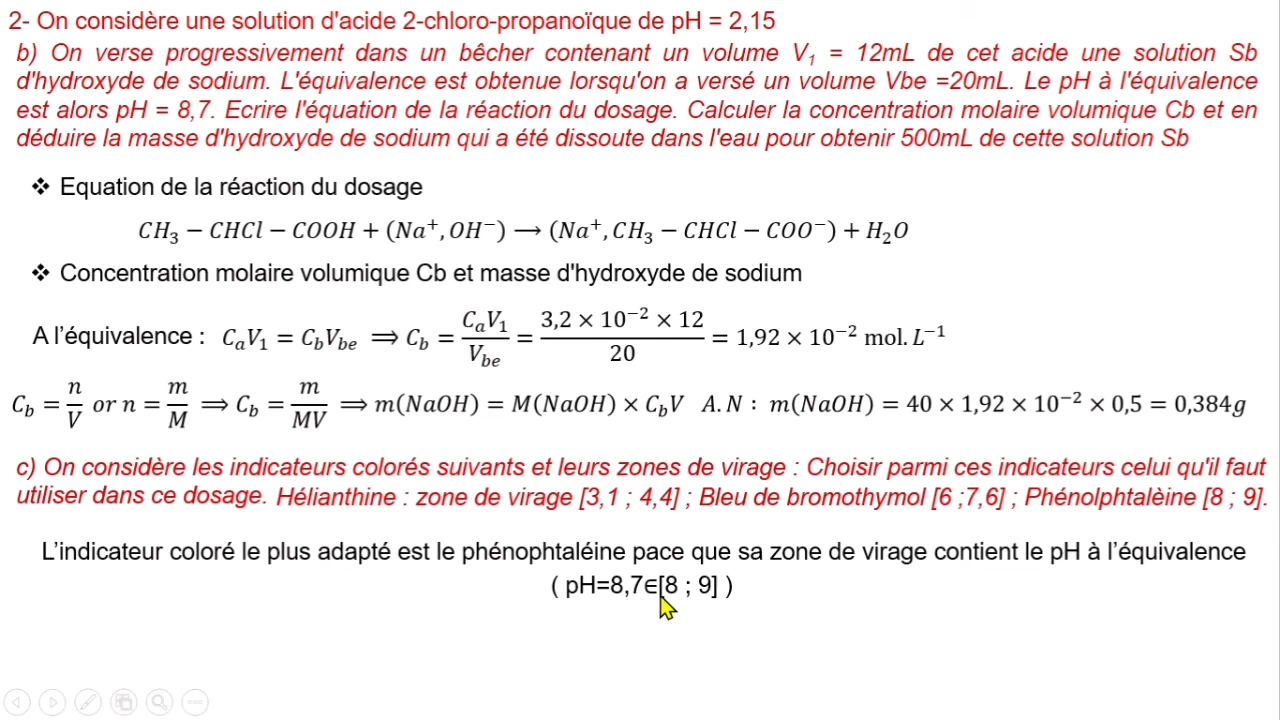 2- On considère une solution d'acide 2-chloro-propanoïque de pH = 2,15
b) On verse progressivement dans un bêcher contenant un volume V₁ = 12mL de cet acide une solution Sb
d'hydroxyde de sodium. L'équivalence est obtenue lorsqu'on a versé un volume Vbe =20mL. Le pH à l'équivalence
est alors pH = 8,7. Ecrire l'équation de la réaction du dosage. Calculer la concentration molaire volumique Cb et en
déduire la masse d'hydroxyde de sodium qui a été dissoute dans l'eau pour obtenir 500mL de cette solution Sb
❖ Equation de la réaction du dosage
CH₃ − CHCl − COOH + (Na⁺, OH⁻) ⟶ (Na⁺, CH₃ − CHCl − COO⁻) + H₂O
❖ Concentration molaire volumique Cb et masse d'hydroxyde de sodium
A l’équivalence : CₐV₁ = C_bV_be ⟹ C_b = CₐV₁/V_be = (3,2 × 10⁻² × 12)/20 = 1,92 × 10⁻² mol. L⁻¹
C_b = n/V or n = m/M ⟹ C_b = m/MV ⟹ m(NaOH) = M(NaOH) × C_bV A.N : m(NaOH) = 40 × 1,92 × 10⁻² × 0,5 = 0,384g
c) On considère les indicateurs colorés suivants et leurs zones de virage : Choisir parmi ces indicateurs celui qu'il faut
utiliser dans ce dosage. Hélianthine : zone de virage [3,1 ; 4,4] ; Bleu de bromothymol [6 ;7,6] ; Phénolphtalèine [8 ; 9].
L’indicateur coloré le plus adapté est le phénophtaléine pace que sa zone de virage contient le pH à l’équivalence
( pH=8,7∈[8 ; 9] )